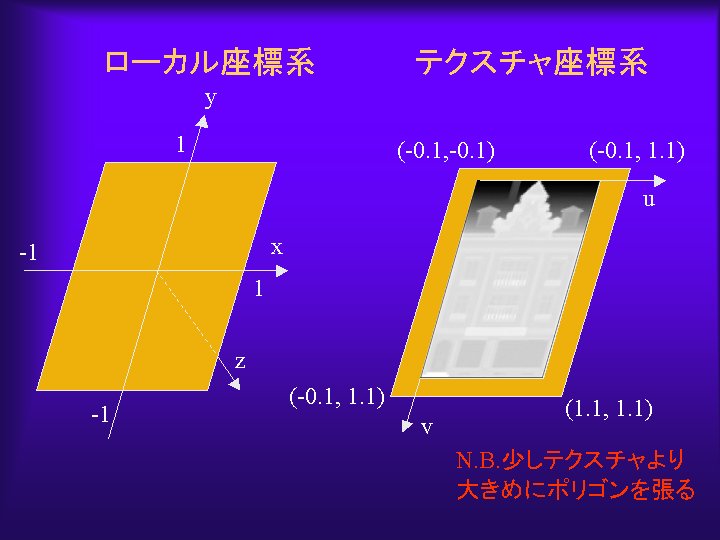 ローカル座標系
テクスチャ座標系
y
1
(-0.1,-0.1)
(-0.1, 1.1)
u
-1
x
1
z
(-0.1, 1.1)
-1
v
(1.1, 1.1)
N.B.少しテクスチャより
大きめにポリゴンを張る